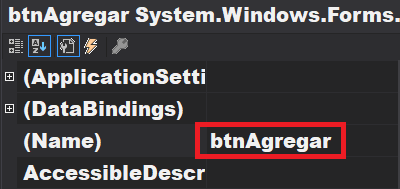 btnAgregar System.Windows.Forms.
(ApplicationSetti
(DataBindings)
(Name) btnAgregar
AccessibleDescr